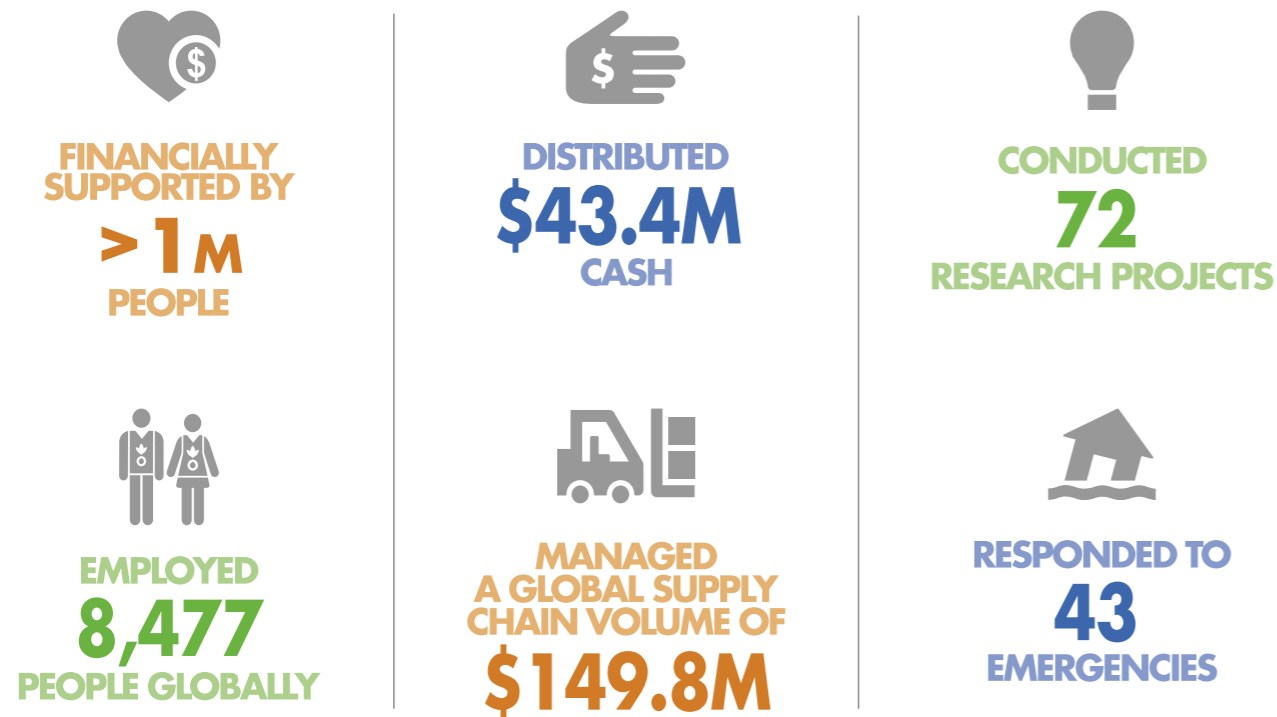 $
FINANCIALLY
SUPPORTED BY
> 1 M
PEOPLE
$
DISTRIBUTED
$43.4M
CASH
CONDUCTED
72
RESEARCH PROJECTS
EMPLOYED
8,477
PEOPLE GLOBALLY
MANAGED
A GLOBAL SUPPLY
CHAIN VOLUME OF
$149.8M
RESPONDED TO
43
EMERGENCIES